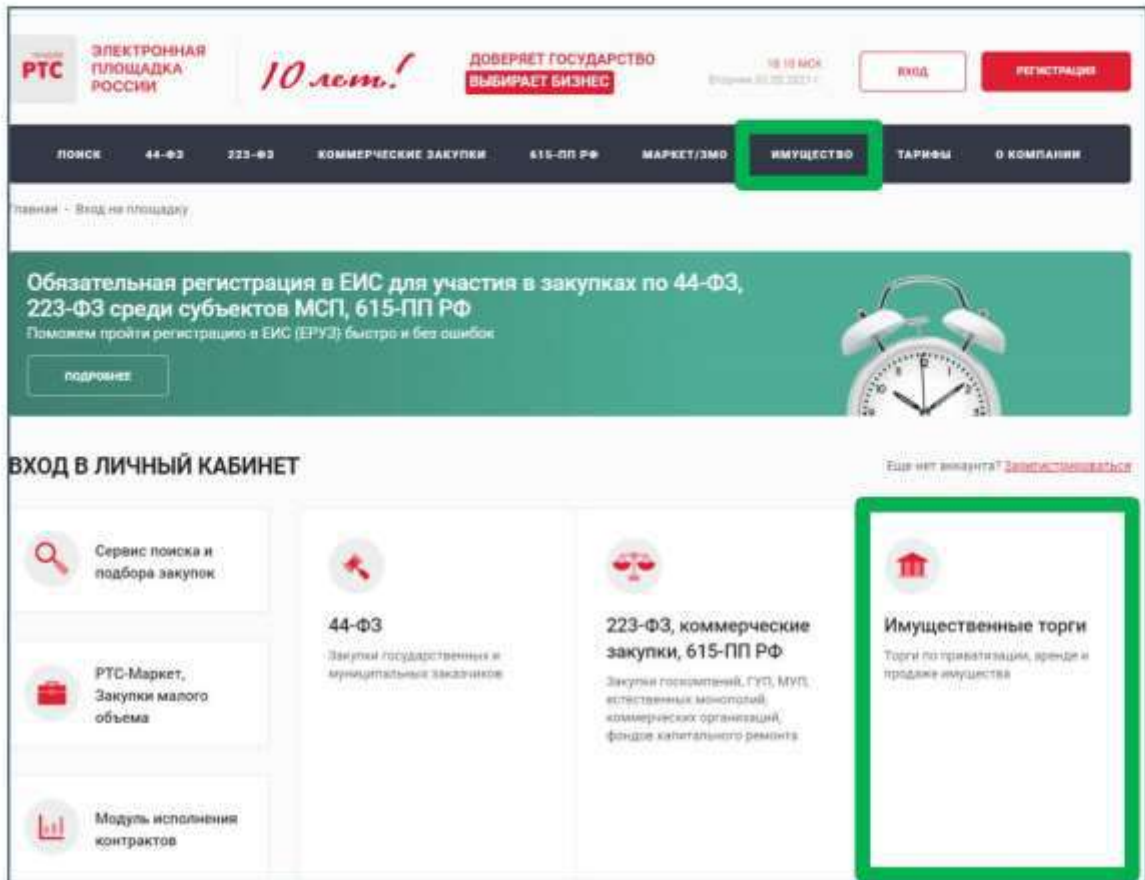 РТС
ЭЛЕКТРОННАЯ
ПЛОЩАДКА
РОССИИ
10 лет!
ДОВЕРЯЕТ ГОСУДАРСТВО
ВЫБИРАЕТ БИЗНЕС
ВХОД
РЕГИСТРАЦИЯ
ПОИСК 44-ФЗ 223-ФЗ КОММЕРЧЕСКИЕ ЗАКУПКИ 615-ПП РФ МАРКЕТ/ЗМО ИМУЩЕСТВО ТАРИФЫ О КОМПАНИИ
Главная - Вход на площадку
Обязательная регистрация в ЕИС для участия в закупках по 44-ФЗ,
223-ФЗ среди субъектов МСП, 615-ПП РФ
Поможем пройти регистрацию в ЕИС (ЕРУЗ) быстро и без ошибок
ПОДРОБНЕЕ
ВХОД В ЛИЧНЫЙ КАБИНЕТ
Еще нет аккаунта? Зарегистрироваться
Сервис поиска и
подбора закупок
РТС-Маркет,
Закупки малого
объема
Модуль исполнения
контрактов
44-ФЗ
Закупки государственных и
муниципальных заказчиков
223-ФЗ, коммерческие
закупки, 615-ПП РФ
Закупки госкомпаний, ГУП, МУП,
естественных монополий,
коммерческих организаций,
фондов капитального ремонта
Имущественные торги
Торги по приватизации, аренде и
продаже имущества